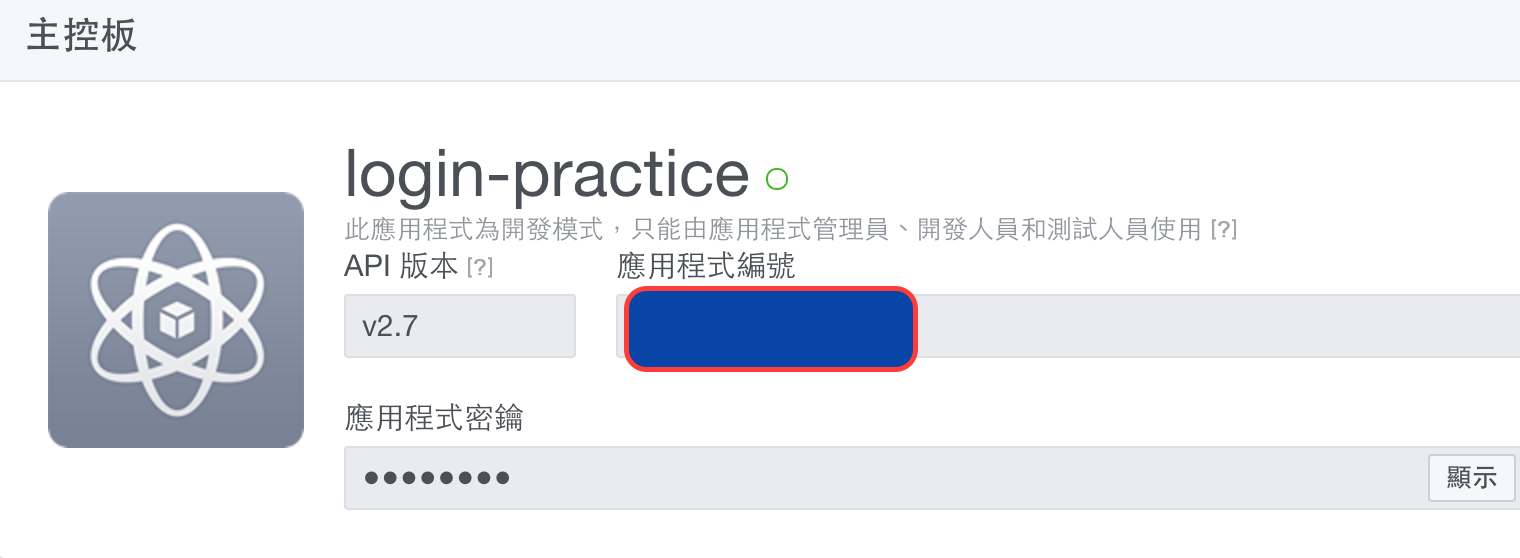 主控板
login-practice
此應用程式為開發模式，只能由應用程式管理員、開發人員和測試人員使用 [?]
API 版本 [?] 應用程式編號
v2.7
應用程式密鑰
●●●●●●●● 顯示